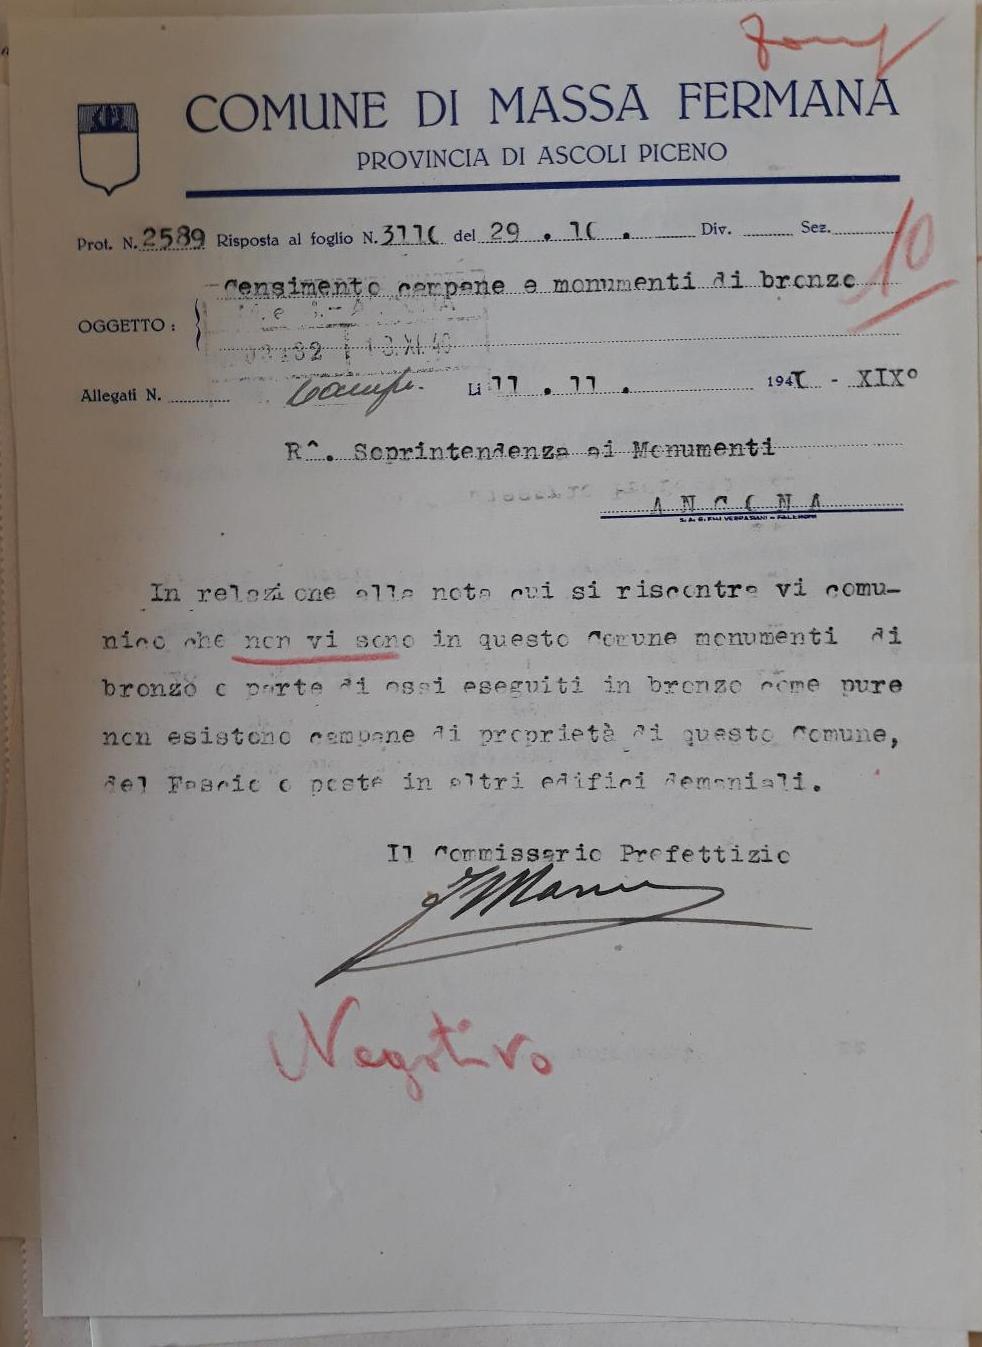 COMUNE DI MASSA FERMANA
PROVINCIA DI ASCOLI PICENO
Prot. N. 2589 Risposta al foglio N. 3110 del 29 . 10 . Div. Sez.
10
Censimento campane e monumenti di bronzo
OGGETTO :
Allegati N. Li 11 . 11 . 194 - XIX°
R^. Soprintendenza ai Monumenti
ANCONA
In relazione alla nota cui si riscontra vi comu-
nico che non vi sono in questo Comune monumenti di
bronzo o parte di essi eseguiti in bronzo come pure
non esistono campane di proprietà di questo Comune,
del Fascio o poste in altri edifici demaniali.
Il Commissario Prefettizio
Negativo